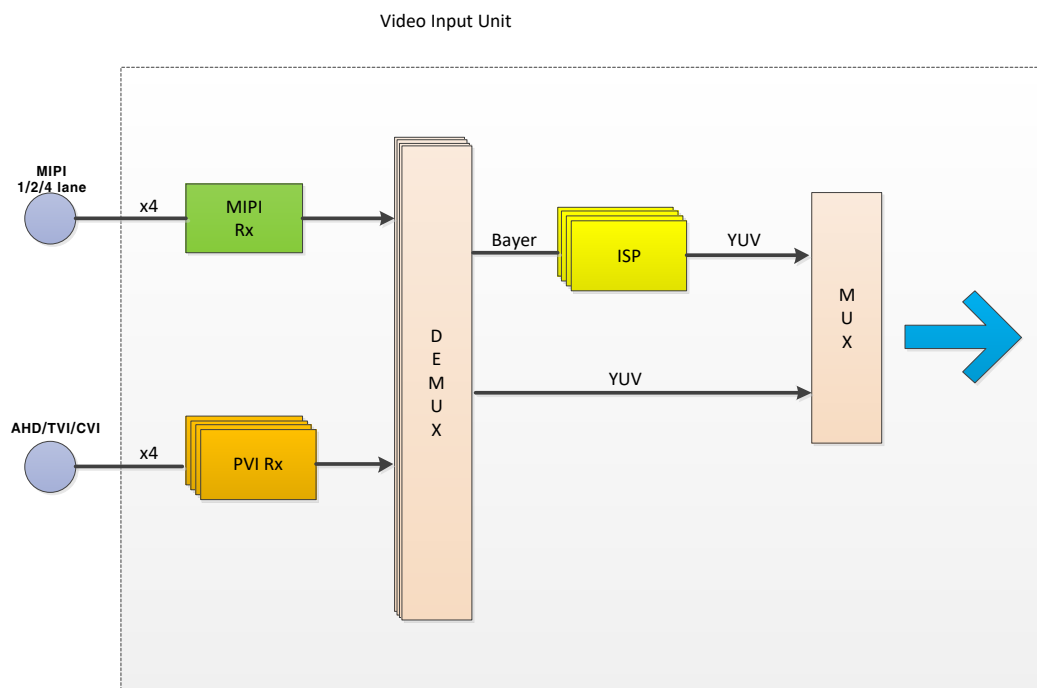 Video Input Unit
MIPI
1/2/4 lane
x4
MIPI
Rx
Bayer
ISP
YUV
M
U
X
D
E
M
U
X
YUV
AHD/TVI/CVI
x4
PVI Rx